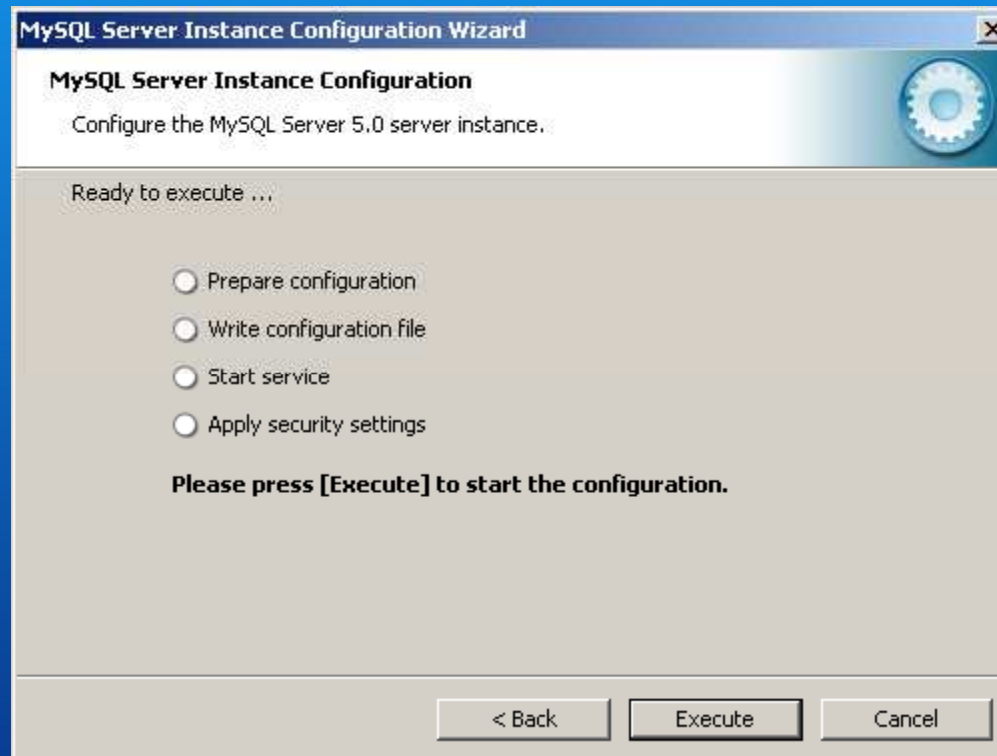 MySQL Server Instance Configuration Wizard
MySQL Server Instance Configuration
Configure the MySQL Server 5.0 server instance.
Ready to execute ...
Prepare configuration
Write configuration file
Start service
Apply security settings
Please press [Execute] to start the configuration.
< Back
Execute
Cancel